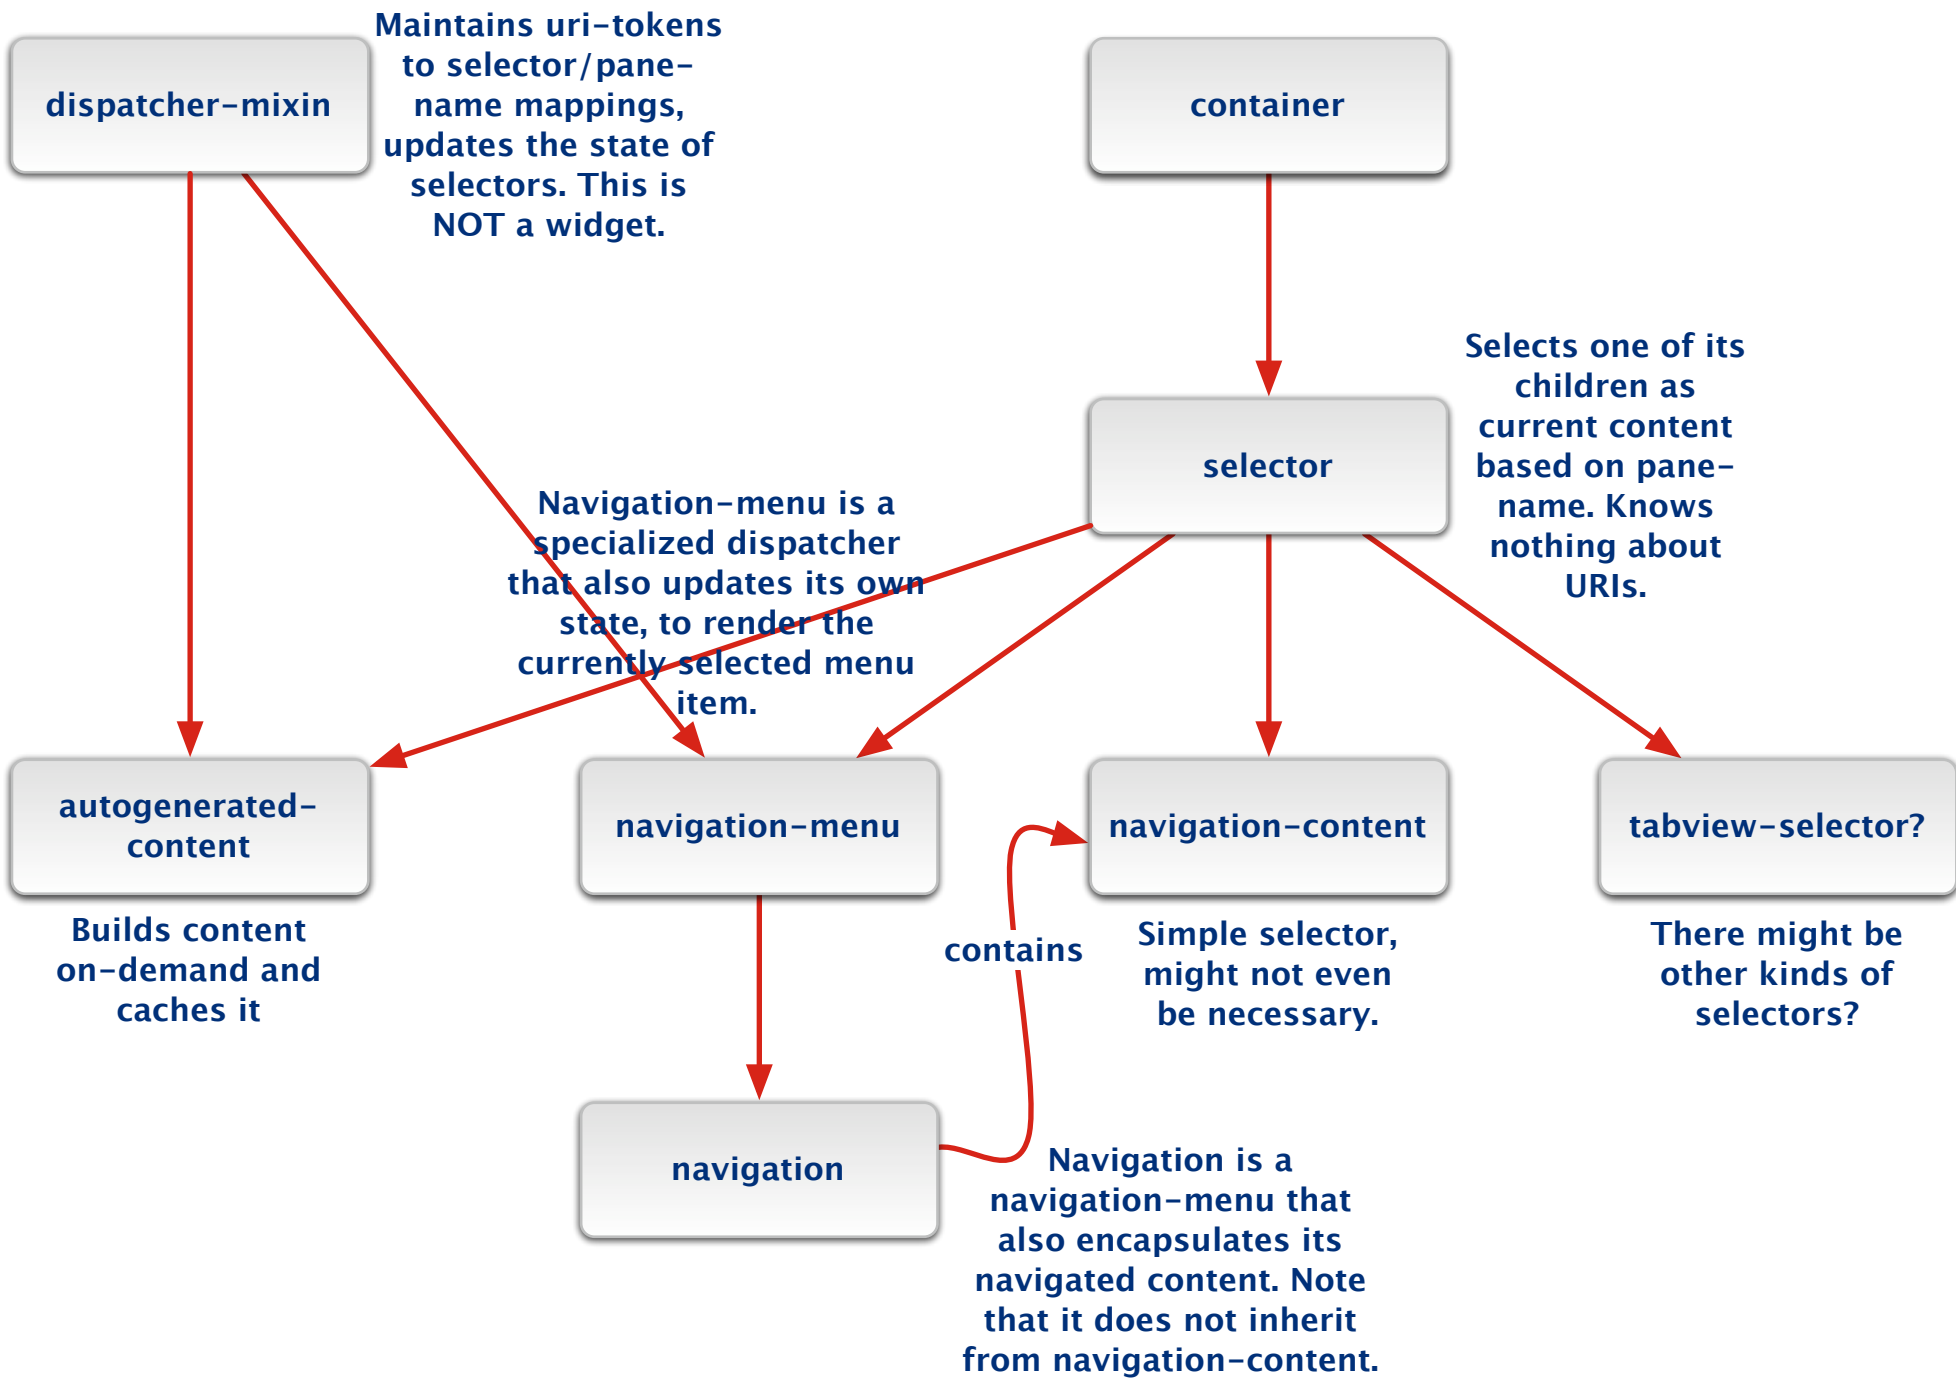 dispatcher-mixin
Maintains uri-tokens
to selector/pane-
name mappings,
updates the state of
selectors. This is
NOT a widget.
container
Selects one of its
children as
current content
based on pane-
name. Knows
nothing about
URIs.
selector
Navigation-menu is a
specialized dispatcher
that also updates its own
state, to render the
currently selected menu
item.
autogenerated-
content
navigation-menu
navigation-content
tabview-selector?
Builds content
on-demand and
caches it
contains
Simple selector,
might not even
be necessary.
There might be
other kinds of
selectors?
navigation
Navigation is a
navigation-menu that
also encapsulates its
navigated content. Note
that it does not inherit
from navigation-content.